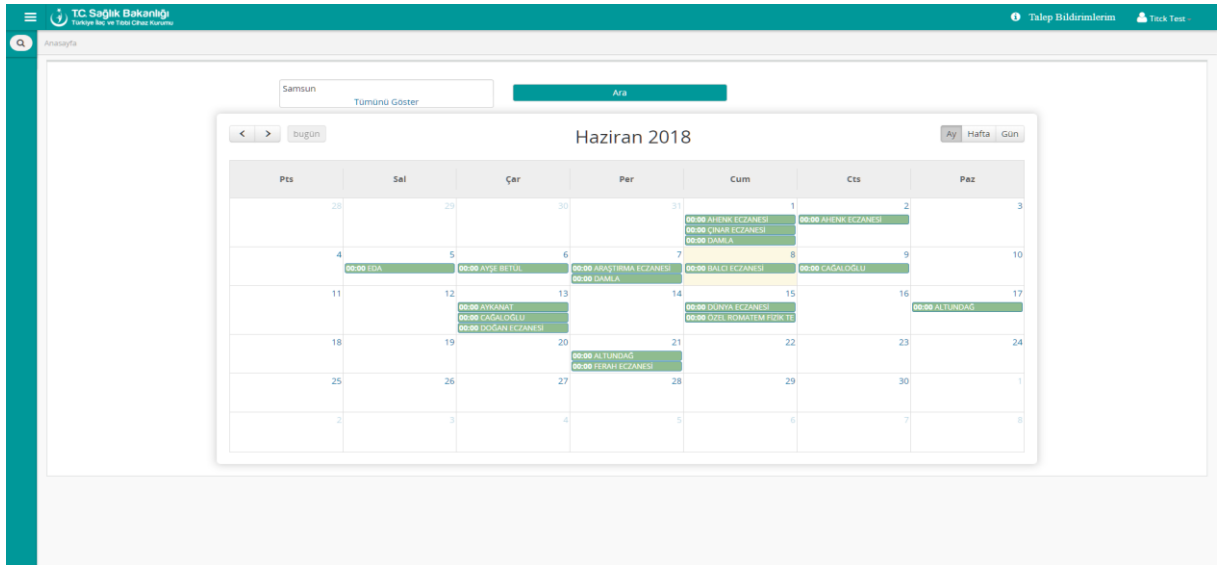 T.C. Sağlık Bakanlığı
Türkiye İlaç ve Tıbbi Cihaz Kurumu
Talep Bildirimlerim
Titck Test
Anasayfa
Samsun
Tümünü Göster
Ara
bugün
Haziran 2018
Ay Hafta Gün
Pts Sal Çar Per Cum Cts Paz
28 29 30 31 1 2 3
00:00 AHENK ECZANESİ 00:00 AHENK ECZANESİ
00:00 ÇINAR ECZANESİ
00:00 DAMLA
4 5 6 7 8 9 10
00:00 EDA 00:00 AYŞE BETÜL 00:00 ARAŞTIRMA ECZANESİ 00:00 BALCI ECZANESİ 00:00 CAĞALOĞLU
00:00 DAMLA
11 12 13 14 15 16 17
00:00 AYKANAT 00:00 DÜNYA ECZANESİ 00:00 ALTUNDAĞ
00:00 CAĞALOĞLU 00:00 ÖZEL ROMATEM FİZİK TE
00:00 DOĞAN ECZANESİ
18 19 20 21 22 23 24
00:00 ALTUNDAĞ
00:00 FERAH ECZANESİ
25 26 27 28 29 30 1
2 3 4 5 6 7 8